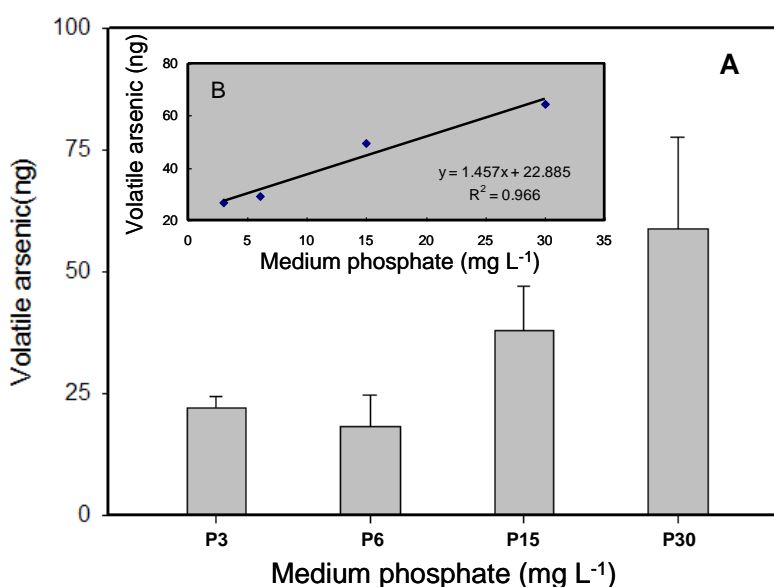 100
75
50
25
0
Volatile arsenic(ng)
A
B
80
60
40
20
Volatile arsenic (ng)
y = 1.457x + 22.885
R² = 0.966
0 5 10 15 20 25 30 35
Medium phosphate (mg L⁻¹)
P3 P6 P15 P30
Medium phosphate (mg L⁻¹)